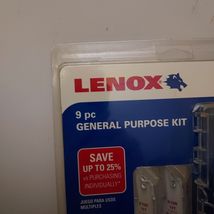 LENOX
9 pc
GENERAL PURPOSE KIT
SAVE
UP TO 25%
vs PURCHASING
INDIVIDUALLY*
JUEGO PARA USOS
MÚLTIPLES